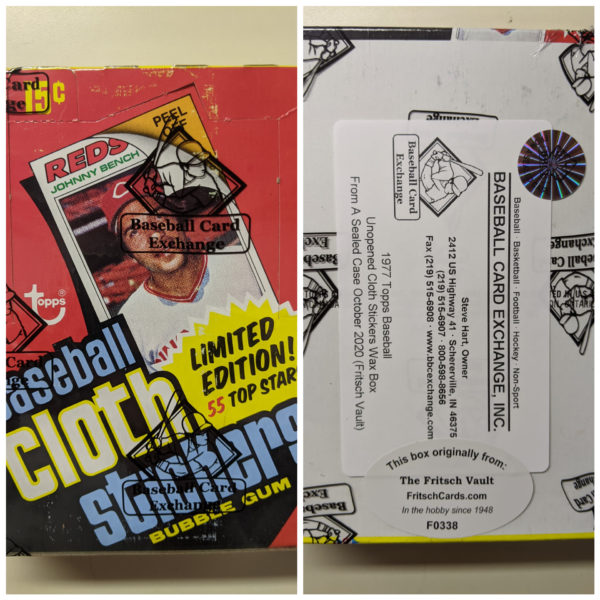 15¢
PEEL
OFF
REDS
JOHNNY BENCH
Baseball Card
Exchange
Topps
LIMITED
EDITION!
55 TOP STAR
Baseball
cloth
stickers
BUBBLE GUM
Baseball Card
Exchange
Baseball · Basketball · Football · Hockey · Non-Sport
BASEBALL CARD EXCHANGE, INC.
Steve Hart, Owner
2412 US Highway 41 · Schererville, IN 46375
(219) 515-6907 · 800-598-8656
Fax (219) 515-6908 · www.bbcexchange.com
Baseball Card
Exchange
1977 Topps Baseball
Unopened Cloth Stickers Wax Box
From A Sealed Case October 2020 (Fritsch Vault)
This box originally from:
The Fritsch Vault
FritschCards.com
In the hobby since 1948
F0338